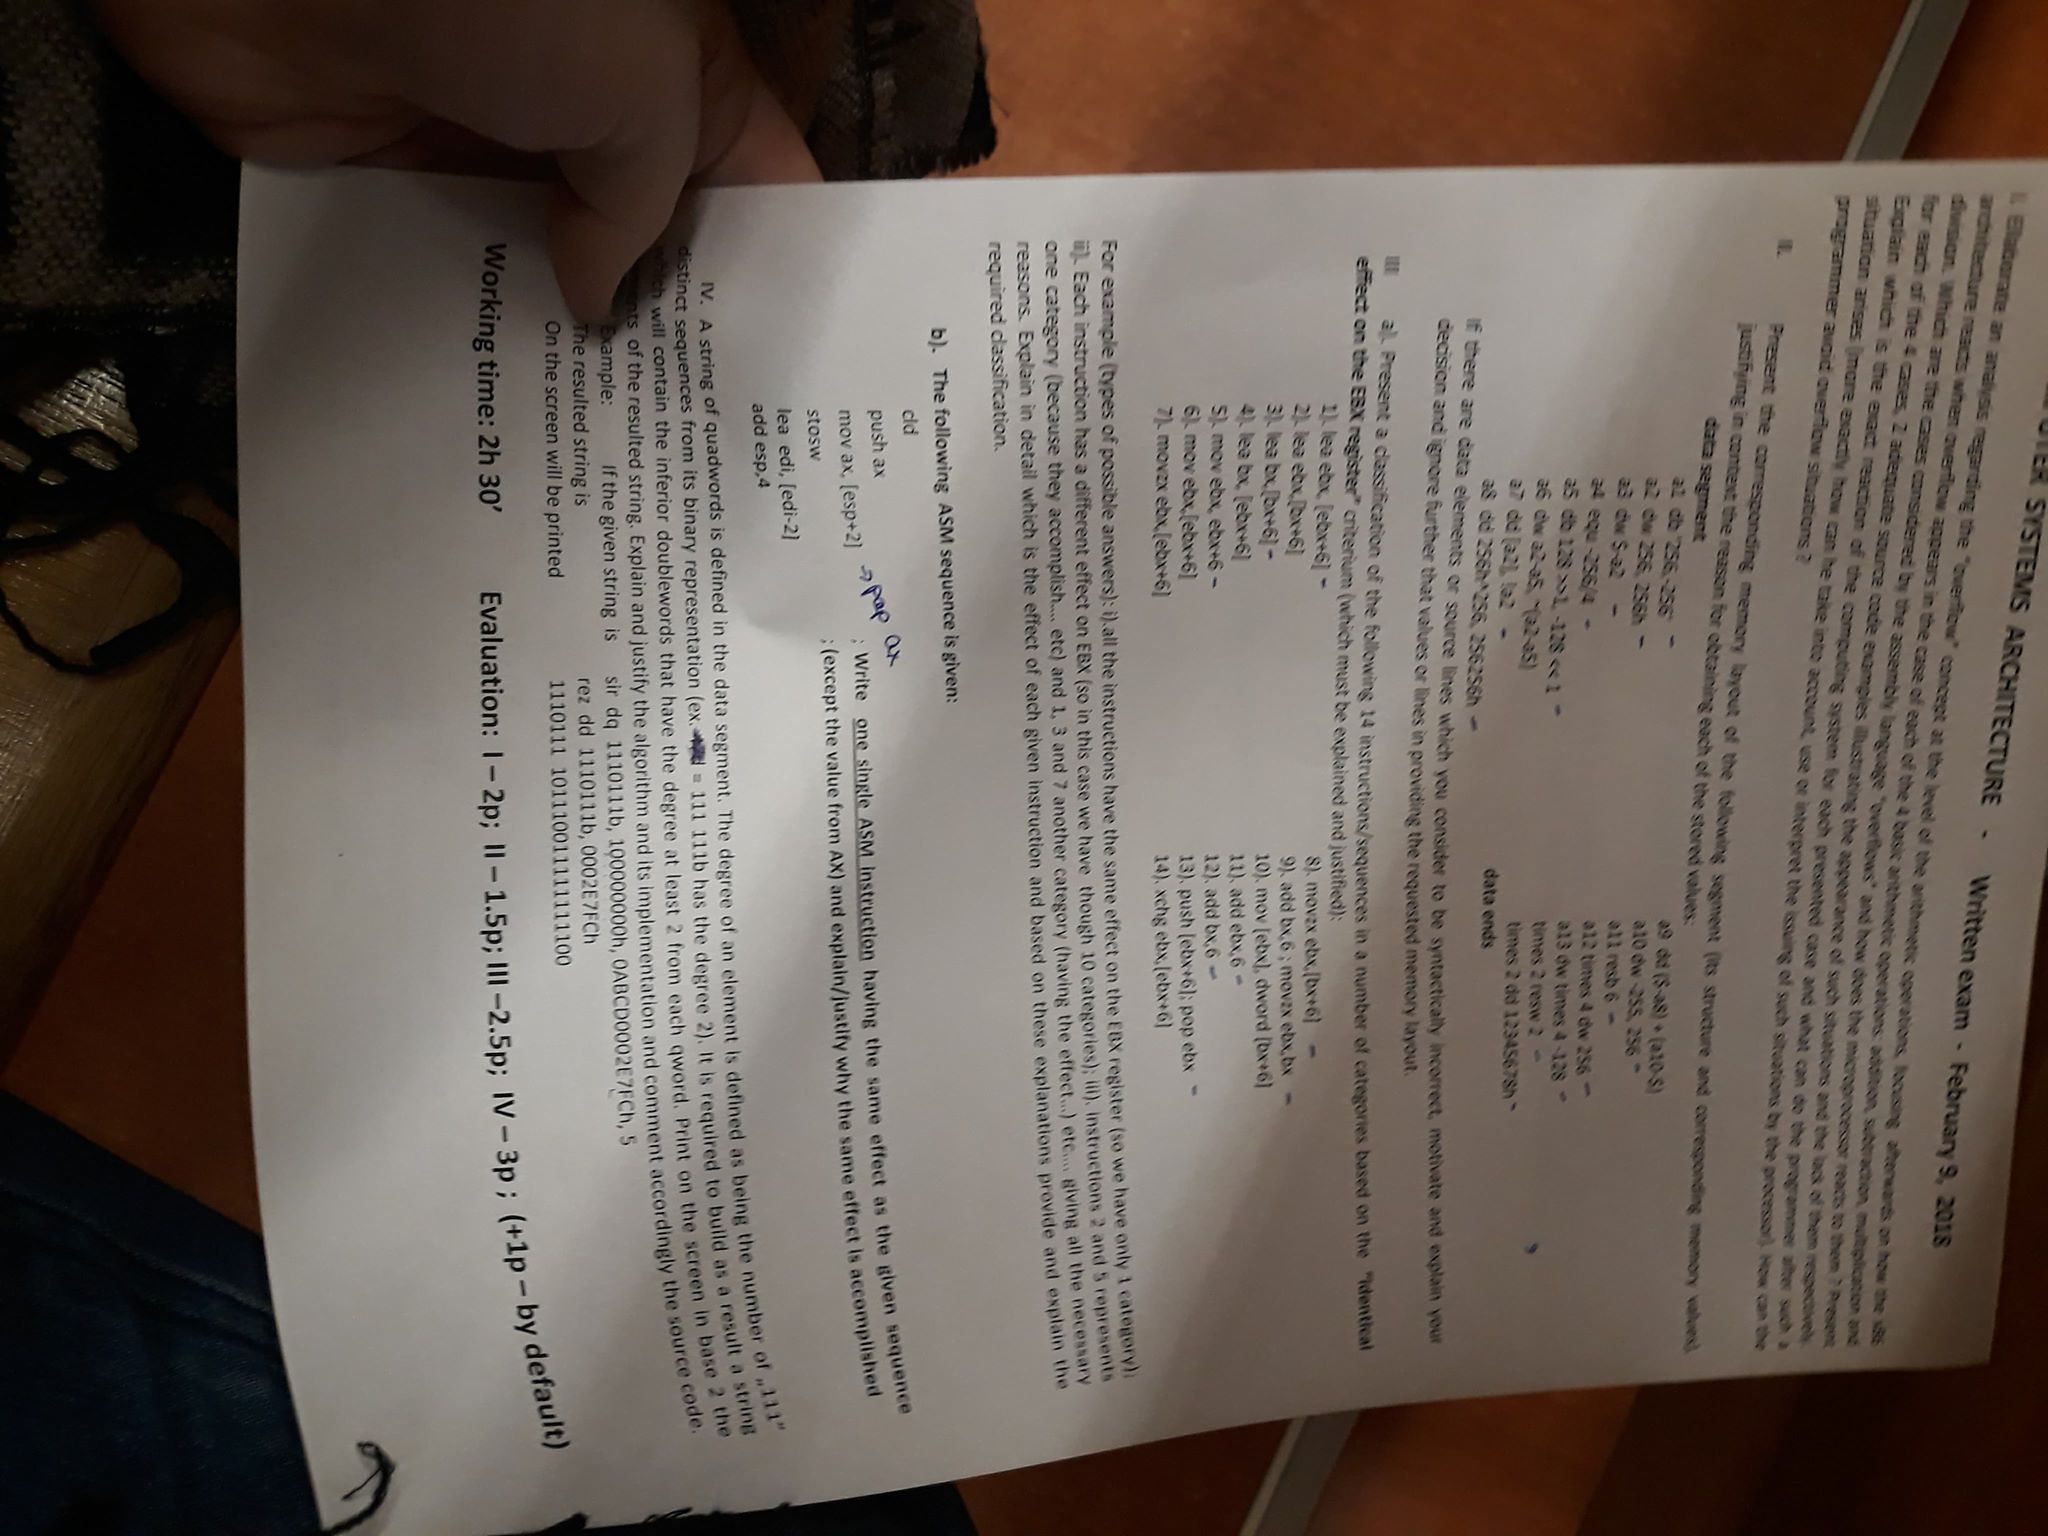 UTER SYSTEMS ARCHITECTURE - Written exam - February 9, 2018
I. Ellaborate an analysis regarding the "overflow" concept at the level of the arithmetic operations, focusing afterwards on how the x86
architecture reacts when overflow appears in the case of each of the 4 basic arithmetic operations: addition, subtraction, multiplication and
division. Which are the cases considered by the assembly language "overflows" and how does the microprocessor reacts to them ? Present
for each of the 4 cases, 2 adequate source code examples illustrating the appearance of such situations and the lack of them respectively.
Explain which is the exact reaction of the computing system for each presented case and what can do the programmer after such a
situation arises (more exactly how can he take into account, use or interpret the issuing of such situations by the processor). How can the
programmer avoid overflow situations ?
II. Present the corresponding memory layout of the following segment (its structure and corresponding memory values),
justifying in context the reason for obtaining each of the stored values:
data segment
a1 db '256,-256'
a2 dw 256, 256h
a3 dw $-a2
a4 equ -256/4
a5 db 128 >>1, -128 << 1
a6 dw a2-a5, ~(a2-a5)
a7 dd [a2], !a2
a8 dd 256h^256, 256256h
a9 dd ($-a8) + (a10-$)
a10 dw -255, 256
a11 resb 6
a12 times 4 dw 256
a13 dw times 4 -128
times 2 resw 2
times 2 dd 12345678h
data ends
If there are data elements or source lines which you consider to be syntactically incorrect, motivate and explain your
decision and ignore further that values or lines in providing the requested memory layout.
III a). Present a classification of the following 14 instructions/sequences in a number of categories based on the "identical
effect on the EBX register" criterium (which must be explained and justified):
1). lea ebx, [ebx+6]
2). lea ebx,[bx+6]
3). lea bx,[bx+6]
4). lea bx, [ebx+6]
5). mov ebx, ebx+6
6). mov ebx,[ebx+6]
7). movzx ebx,[ebx+6]
8). movzx ebx,[bx+6]
9). add bx,6 ; movzx ebx,bx
10). mov [ebx], dword [bx+6]
11). add ebx,6
12). add bx,6
13). push [ebx+6]; pop ebx
14). xchg ebx,[ebx+6]
For example (types of possible answers): i).all the instructions have the same effect on the EBX register (so we have only 1 category);
ii). Each instruction has a different effect on EBX (so in this case we have though 10 categories); iii). instructions 2 and 5 represents
one category (because they accomplish.... etc) and 1, 3 and 7 another category (having the effect...) etc.... giving all the necessary
reasons. Explain in detail which is the effect of each given instruction and based on these explanations provide and explain the
required classification.
b). The following ASM sequence is given:
cld
push ax
mov ax, [esp+2]
→pop ax
; Write one single ASM instruction having the same effect as the given sequence
; (except the value from AX) and explain/justify why the same effect is accomplished
stosw
lea edi, [edi-2]
add esp,4
IV. A string of quadwords is defined in the data segment. The degree of an element is defined as being the number of „111"
distinct sequences from its binary representation (ex. = 111 111b has the degree 2). It is required to build as a result a string
which will contain the inferior doublewords that have the degree at least 2 from each qword. Print on the screen in base 2 the
of the resulted string. Explain and justify the algorithm and its implementation and comment accordingly the source code.
Example: If the given string is sir dq 1110111b, 100000000h, 0ABCD0002E7FCh, 5
The resulted string is rez dd 1110111b, 0002E7FCh
On the screen will be printed 1110111 101110011111111100
Working time: 2h 30' Evaluation: I – 2p; II – 1.5p; III –2.5p; IV – 3p ; (+1p – by default)